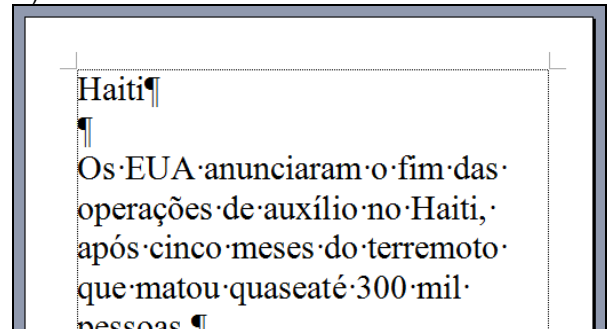 Haiti¶
¶
Os·EUA·anunciaram·o·fim·das·
operações·de·auxílio·no·Haiti,·
após·cinco·meses·do·terremoto·
que·matou·quaseaté·300·mil·
pessoas.¶